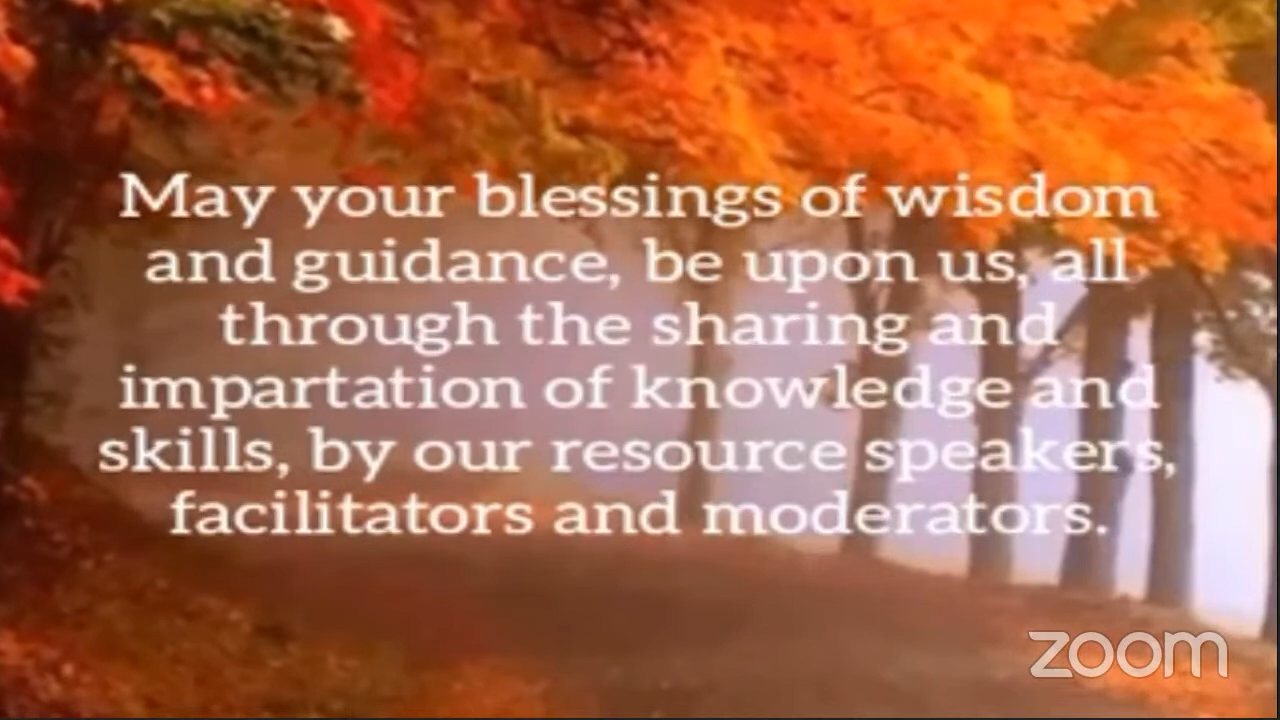 May your blessings of wisdom
and guidance, be upon us, all
through the sharing and
impartation of knowledge and
skills, by our resource speakers,
facilitators and moderators.
zoom